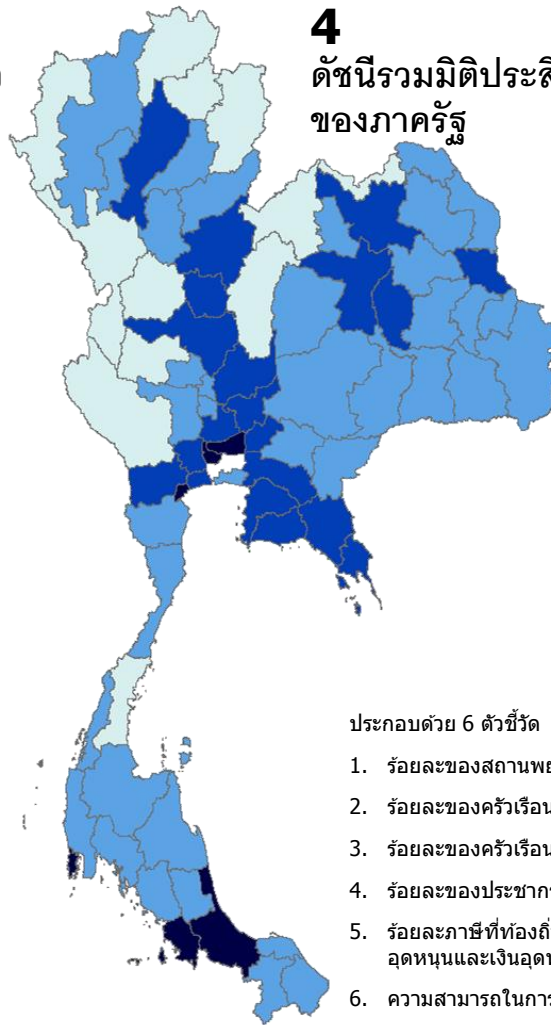 4
ดัชนีรวมมิติประสิ
ของภาครัฐ
ประกอบด้วย 6 ตัวชี้วัด
1. ร้อยละของสถานพย
2. ร้อยละของครัวเรือน
3. ร้อยละของครัวเรือน
4. ร้อยละของประชากร
5. ร้อยละภาษีที่ท้องถิ่
อุดหนุนและเงินอุดห
6. ความสามารถในการ